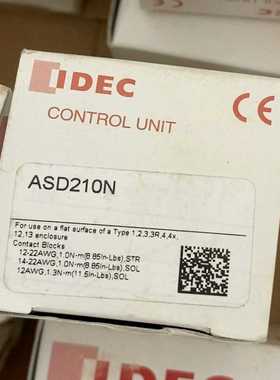 IDEC
CE
CONTROL UNIT
ASD210N
For use on a flat surface of a Type 1,2,3,3R,4,4x,
12,13 enclosure
Contact Blocks
12-22AWG,1.0N·m(8.85In-Lbs),STR
14-22AWG,1.0N·m(8.85In-Lbs),SOL
12AWG,1.3N·m(11.5In-Lbs),SOL